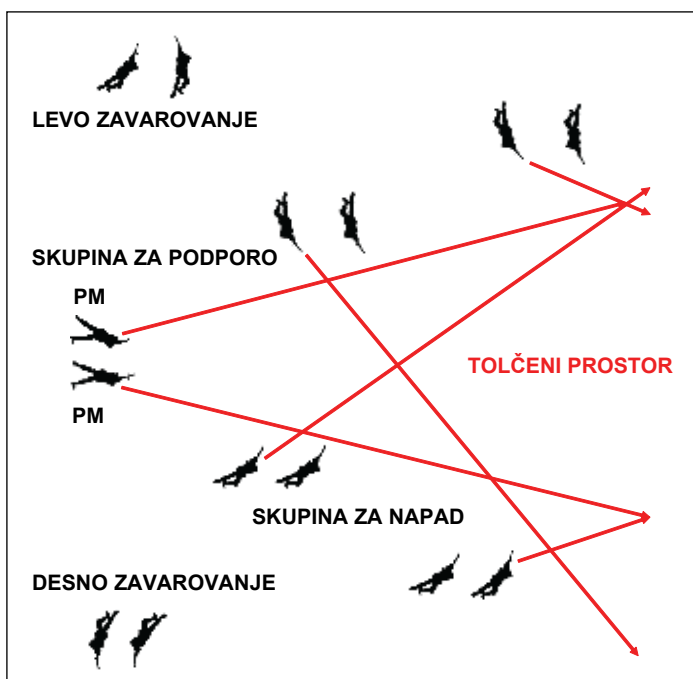 LEVO ZAVAROVANJE
SKUPINA ZA PODPORO
PM
TOLČENI PROSTOR
PM
SKUPINA ZA NAPAD
DESNO ZAVAROVANJE